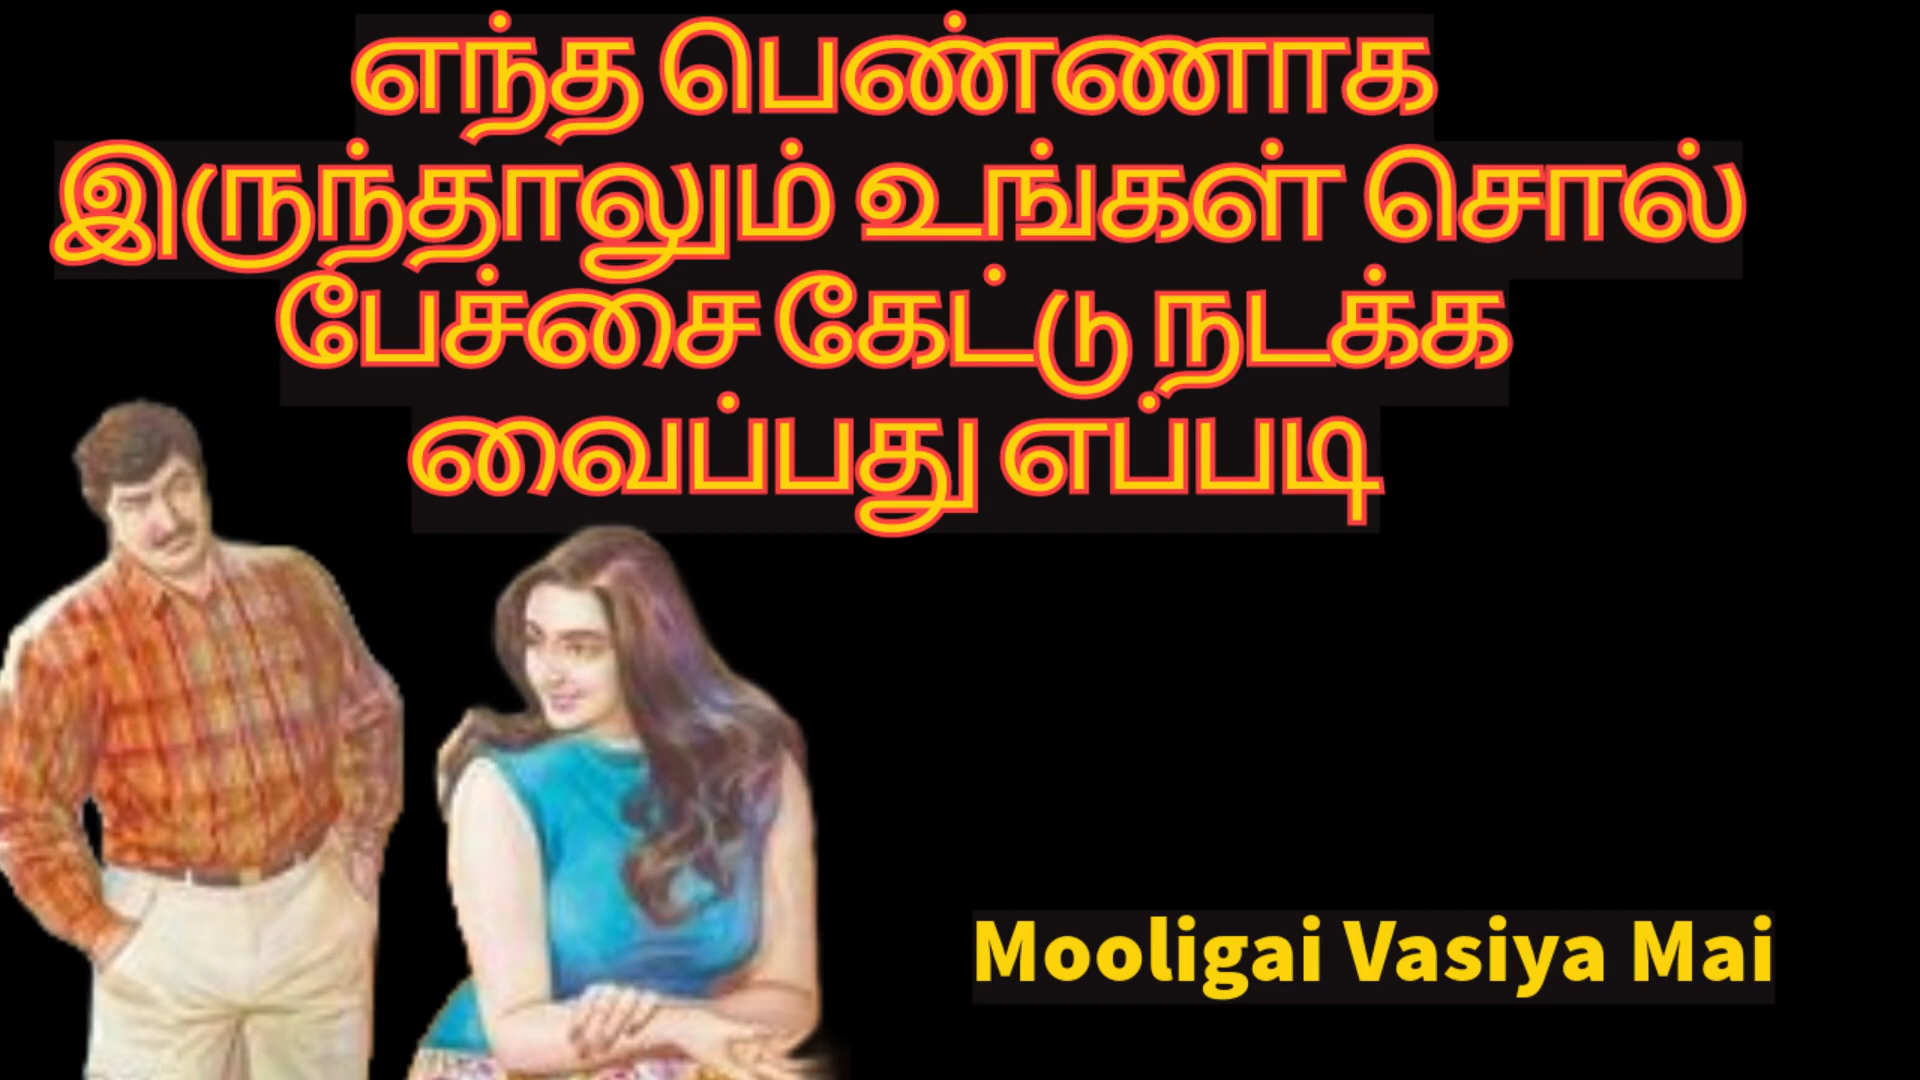 எந்த பெண்ணாக
இருந்தாலும் உங்கள் சொல்
பேச்சை கேட்டு நடக்க
வைப்பது எப்படி
Mooligai Vasiya Mai